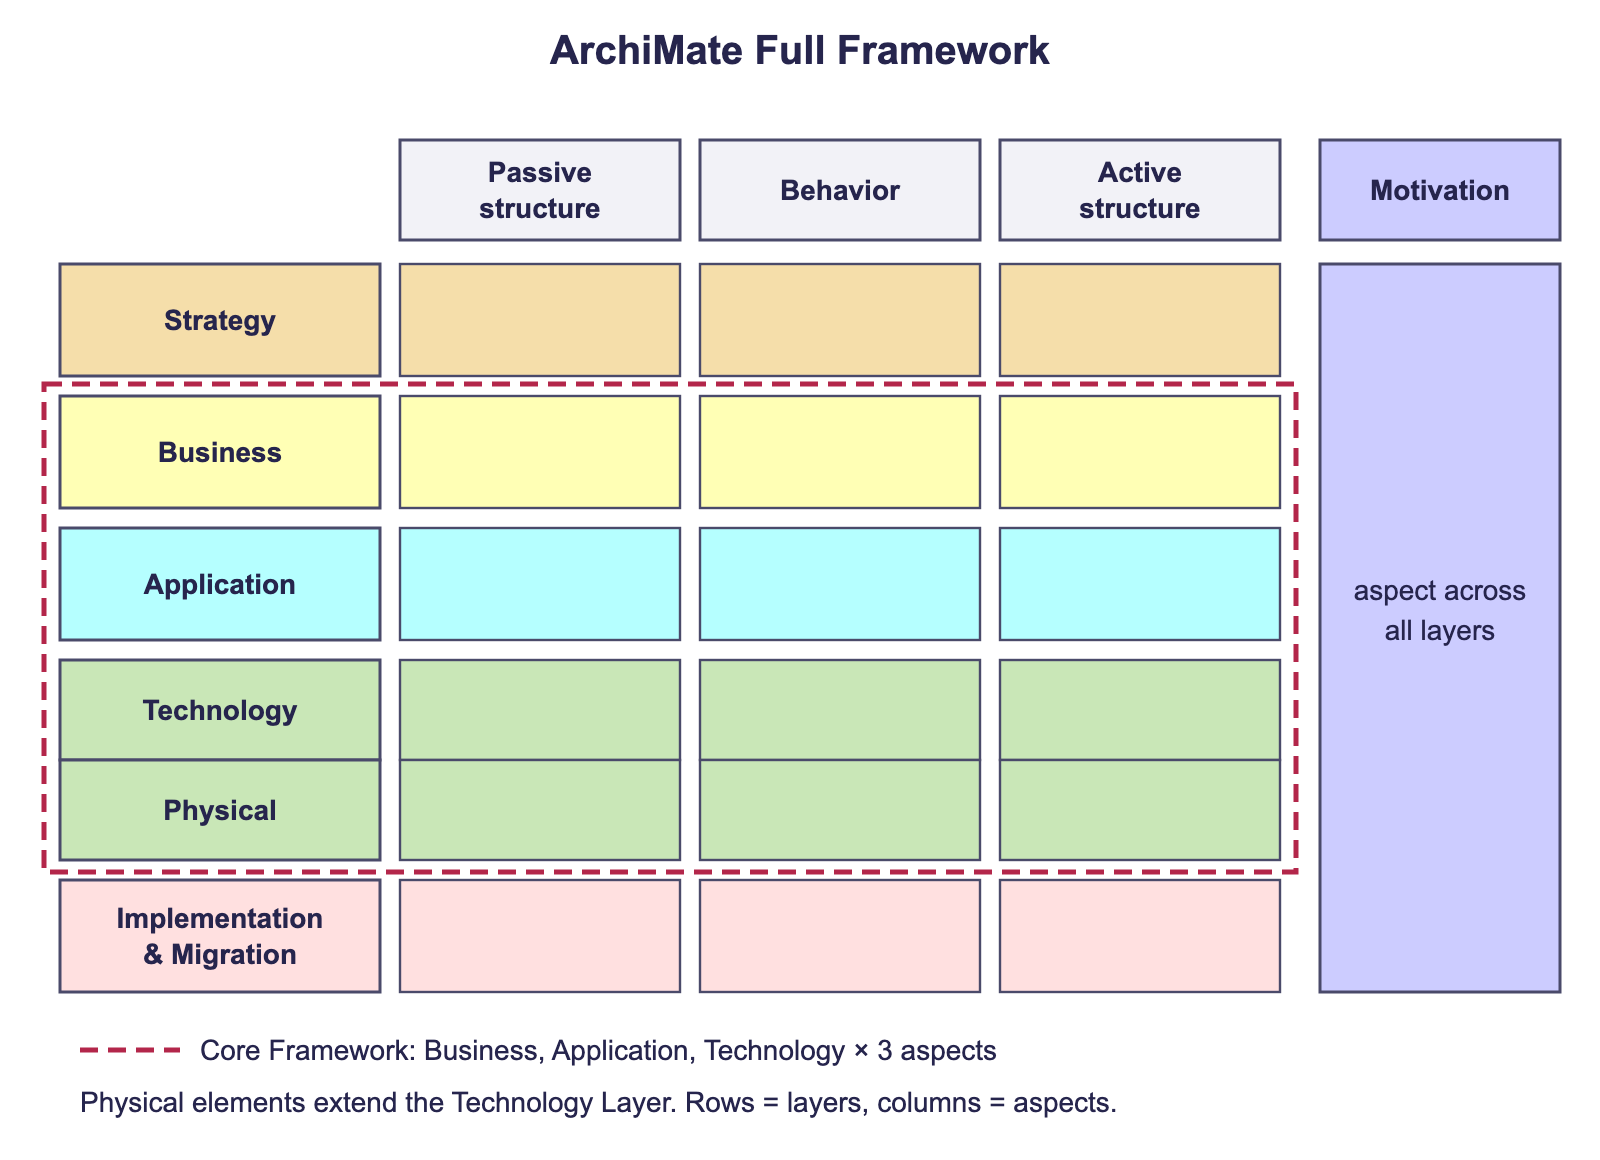 ArchiMate Full Framework
Passive
structure
Behavior
Active
structure
Motivation
Strategy
Business
Application
Technology
Physical
Implementation
& Migration
aspect across
all layers
Core Framework: Business, Application, Technology × 3 aspects
Physical elements extend the Technology Layer. Rows = layers, columns = aspects.